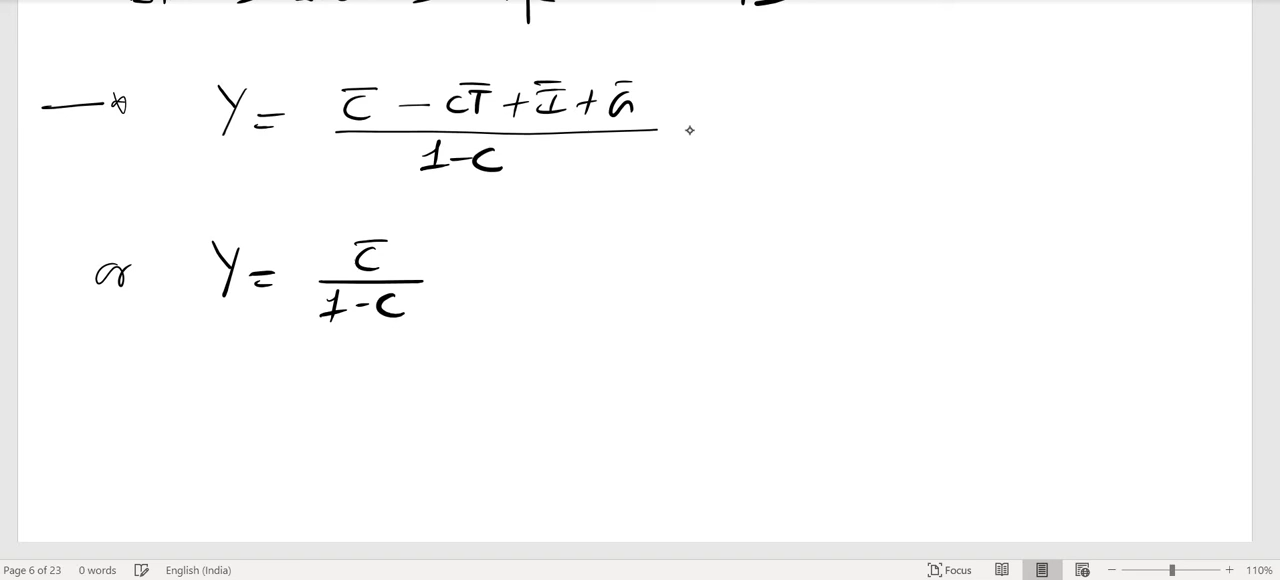 Y = (C̅ − cT̅ + I̅ + G̅) / (1−c)
or Y = C̅ / (1−c)
Page 6 of 23 0 words English (India) Focus 110%